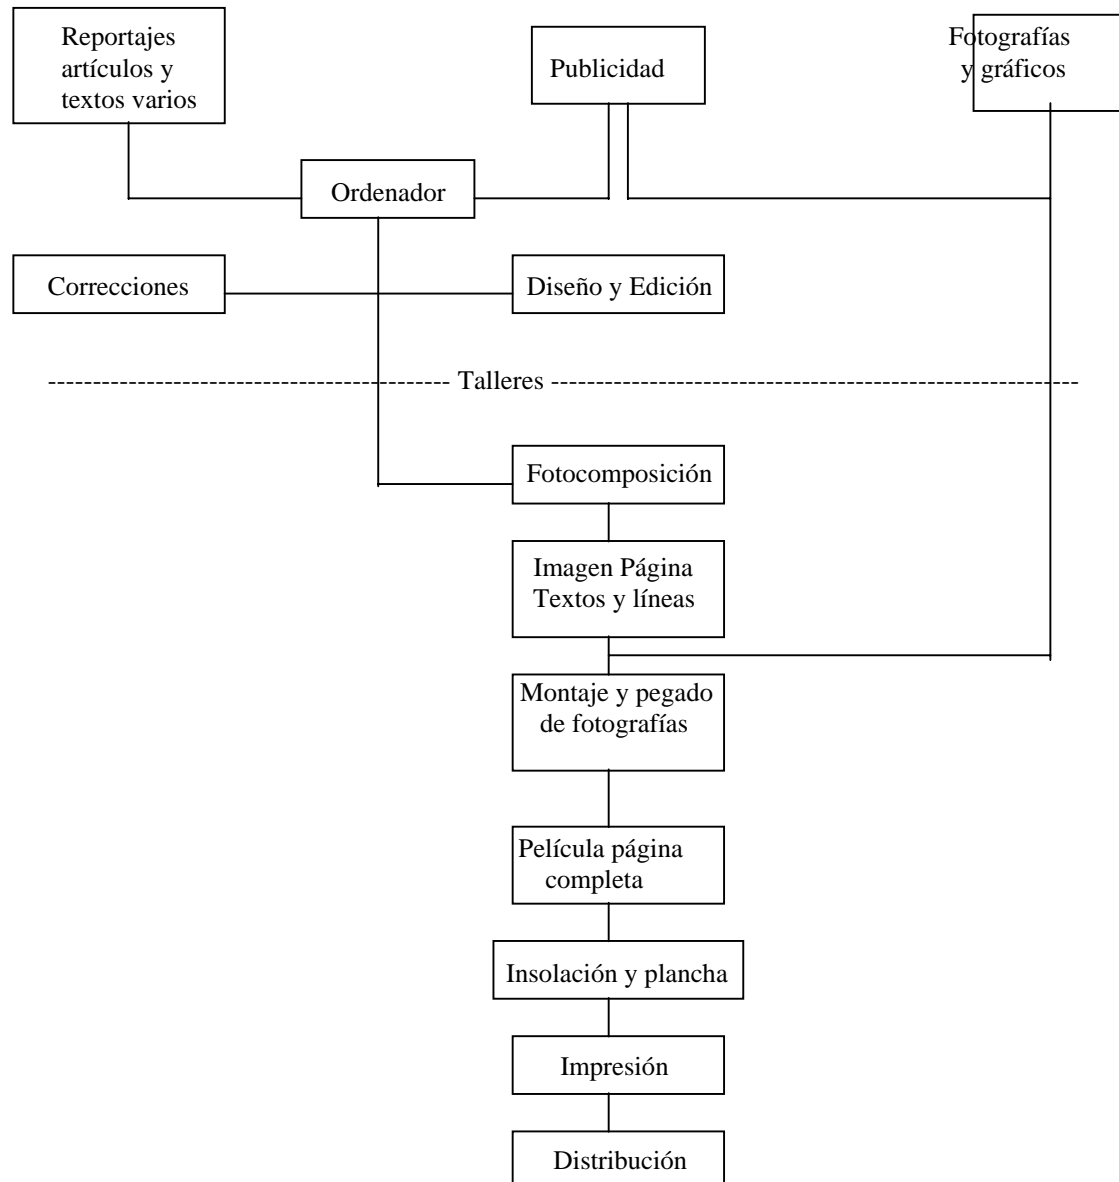 Reportajes
artículos y
textos varios
Publicidad
Fotografías
y gráficos
Ordenador
Correcciones
Diseño y Edición
Talleres
Fotocomposición
Imagen Página
Textos y líneas
Montaje y pegado
de fotografías
Película página
completa
Insolación y plancha
Impresión
Distribución